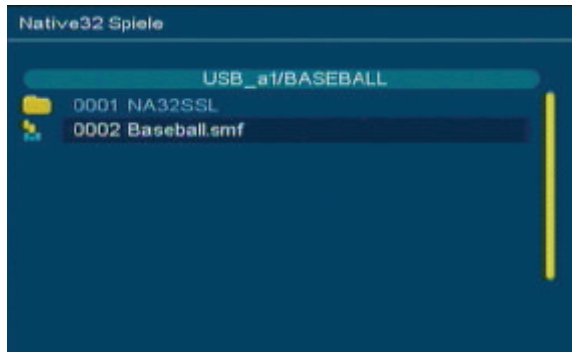 Native32 Spiele
USB_a1/BASEBALL
0001 NA32SSL
0002 Baseball.smf